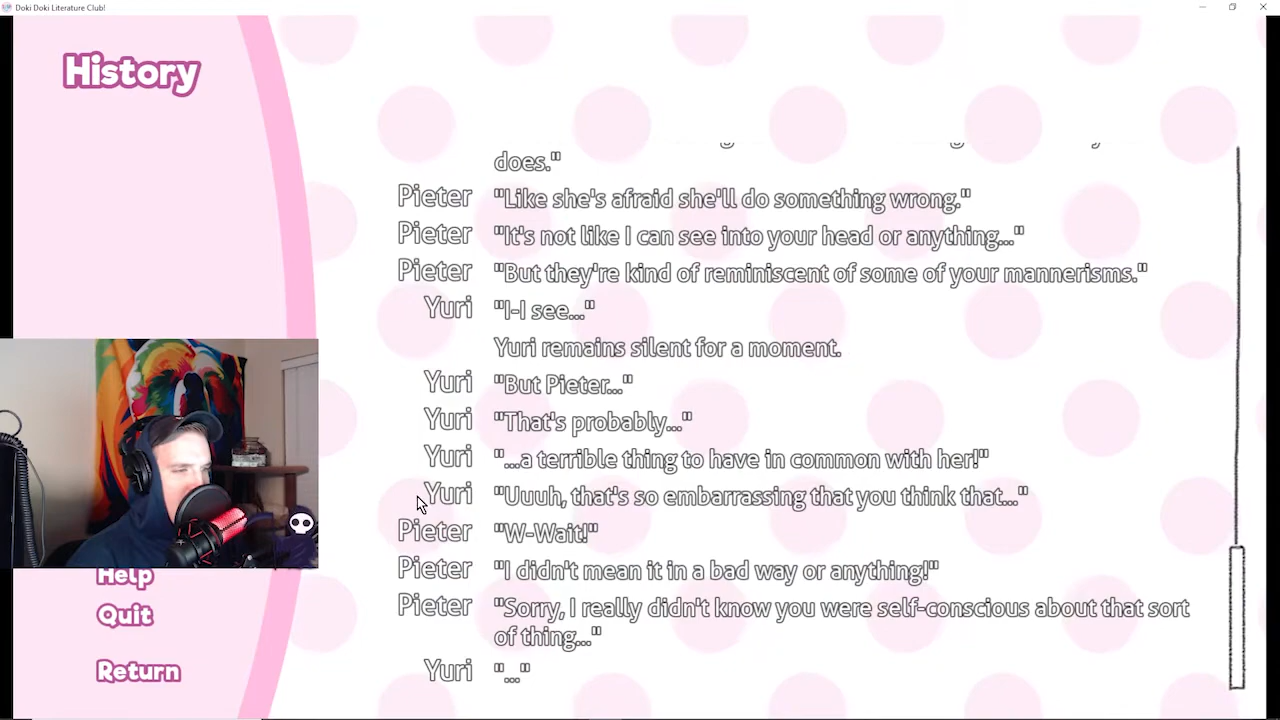 Doki Doki Literature Club!
History
does."
Pieter "Like she's afraid she'll do something wrong."
Pieter "It's not like I can see into your head or anything..."
Pieter "But they're kind of reminiscent of some of your mannerisms."
Yuri "I-I see..."
Yuri remains silent for a moment.
Yuri "But Pieter..."
Yuri "That's probably..."
Yuri "...a terrible thing to have in common with her!"
Yuri "Uuuh, that's so embarrassing that you think that..."
Pieter "W-Wait!"
Pieter "I didn't mean it in a bad way or anything!"
Pieter "Sorry, I really didn't know you were self-conscious about that sort
of thing..."
Yuri "..."
Help
Quit
Return